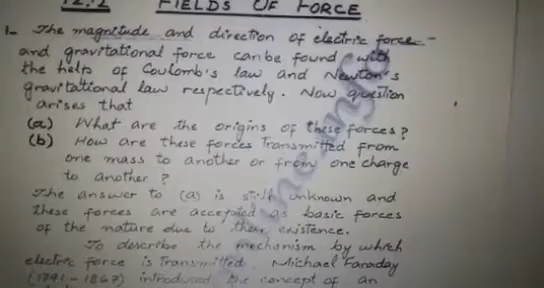 12.2 FIELDS OF FORCE
1- The magnitude and direction of electric force -
and gravitational force can be found with
the help of Coulomb's law and Newton's
gravitational law respectively. Now question
arises that
(a) What are the origins of these forces?
(b) How are these forces Transmitted from
one mass to another or from one charge
to another?
The answer to (a) is still unknown and
these forces are accepted as basic forces
of the nature due to their existence.
To describe the mechanism by which
electric force is Transmitted, Michael Faraday
(1791-1867) introduced the concept of an